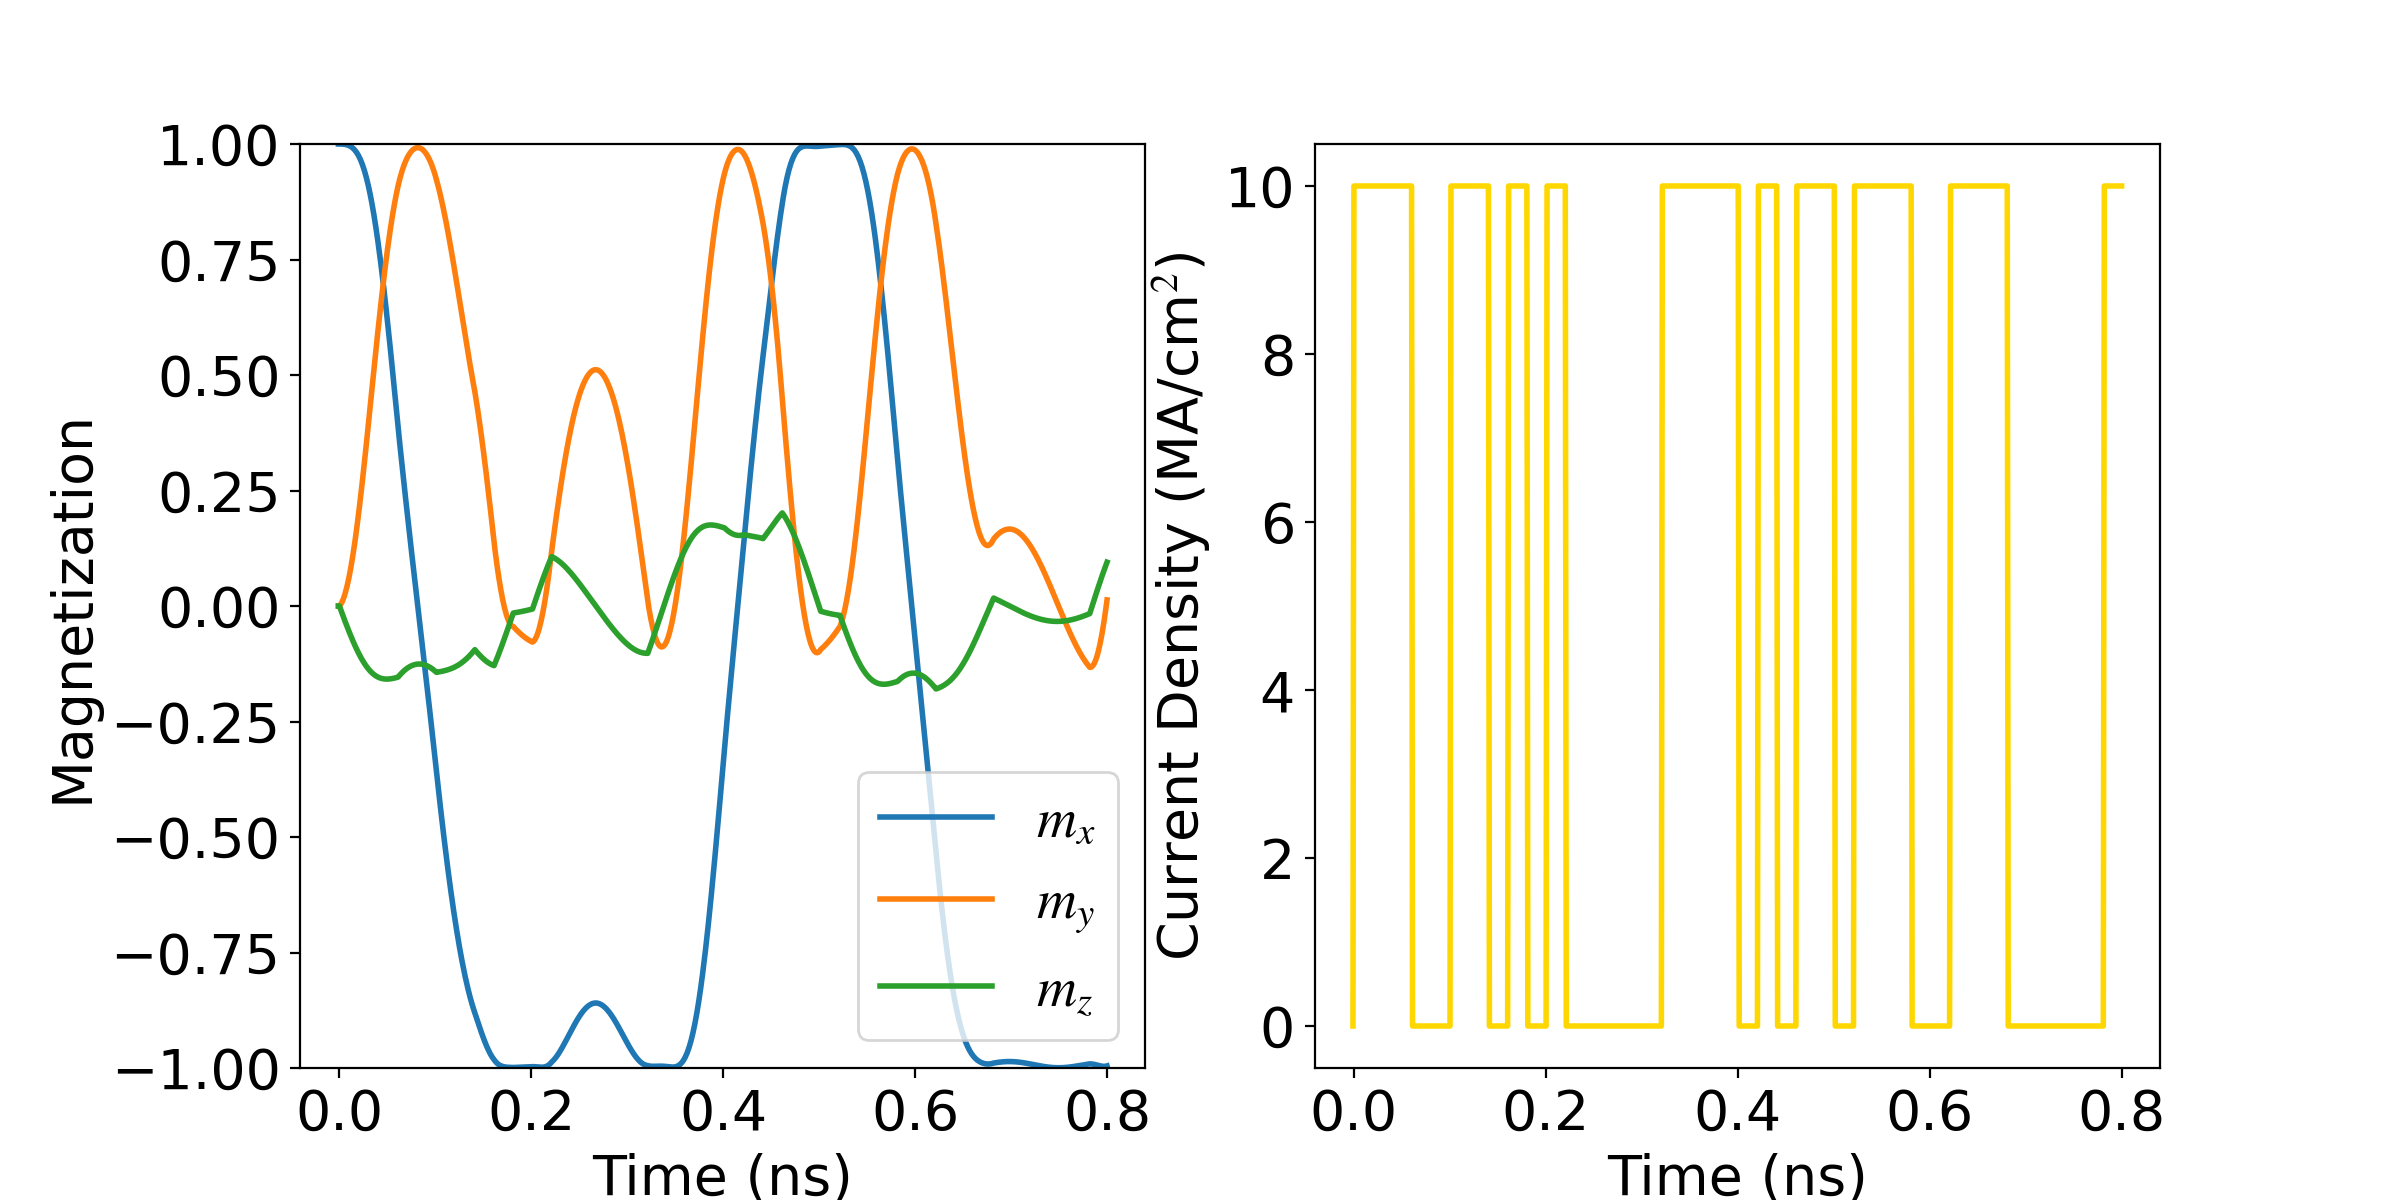 1.00
0.75
0.50
0.25
0.00
−0.25
−0.50
−0.75
−1.00
Magnetization
0.0 0.2 0.4 0.6 0.8
Time (ns)
m_x
m_y
m_z
10
8
6
4
2
0
Current Density (MA/cm²)
0.0 0.2 0.4 0.6 0.8
Time (ns)